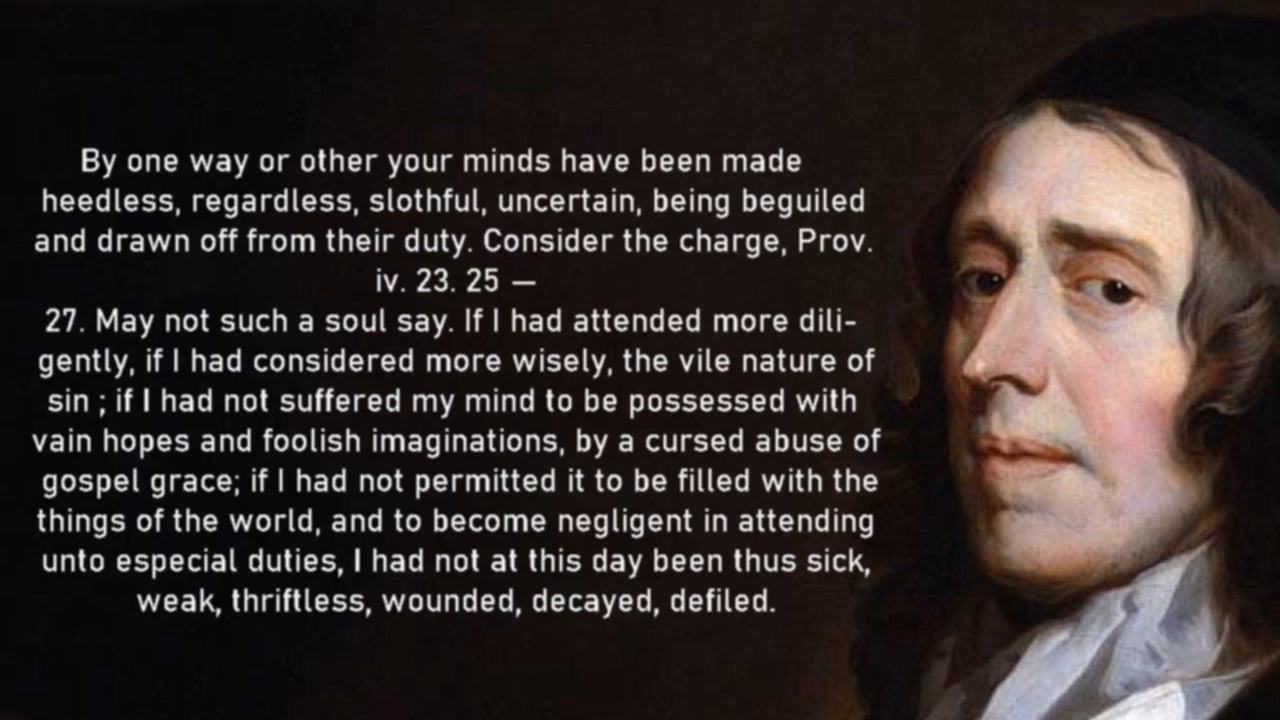 By one way or other your minds have been made
heedless, regardless, slothful, uncertain, being beguiled
and drawn off from their duty. Consider the charge, Prov.
iv. 23. 25 —
27. May not such a soul say. If I had attended more dili-
gently, if I had considered more wisely, the vile nature of
sin ; if I had not suffered my mind to be possessed with
vain hopes and foolish imaginations, by a cursed abuse of
gospel grace; if I had not permitted it to be filled with the
things of the world, and to become negligent in attending
unto especial duties, I had not at this day been thus sick,
weak, thriftless, wounded, decayed, defiled.